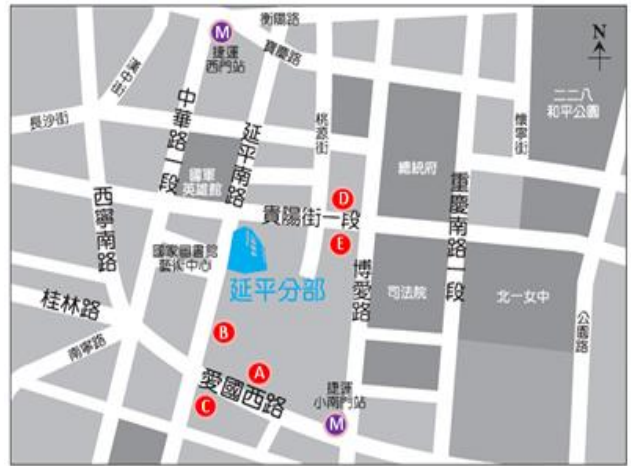 衡陽路
N
M
捷運
西門站
寶慶路
漢中街
中華路一段
延平南路
桃源街
懷寧街
二二八
和平公園
長沙街
國軍
英雄館
總統府
重慶南路一段
D
貴陽街一段
E
西寧南路
國家圖書館
藝術中心
延平分部
博愛路
司法院
北一女中
公園路
桂林路
南寧路
B
A
愛國西路
C
捷運
小南門站
M